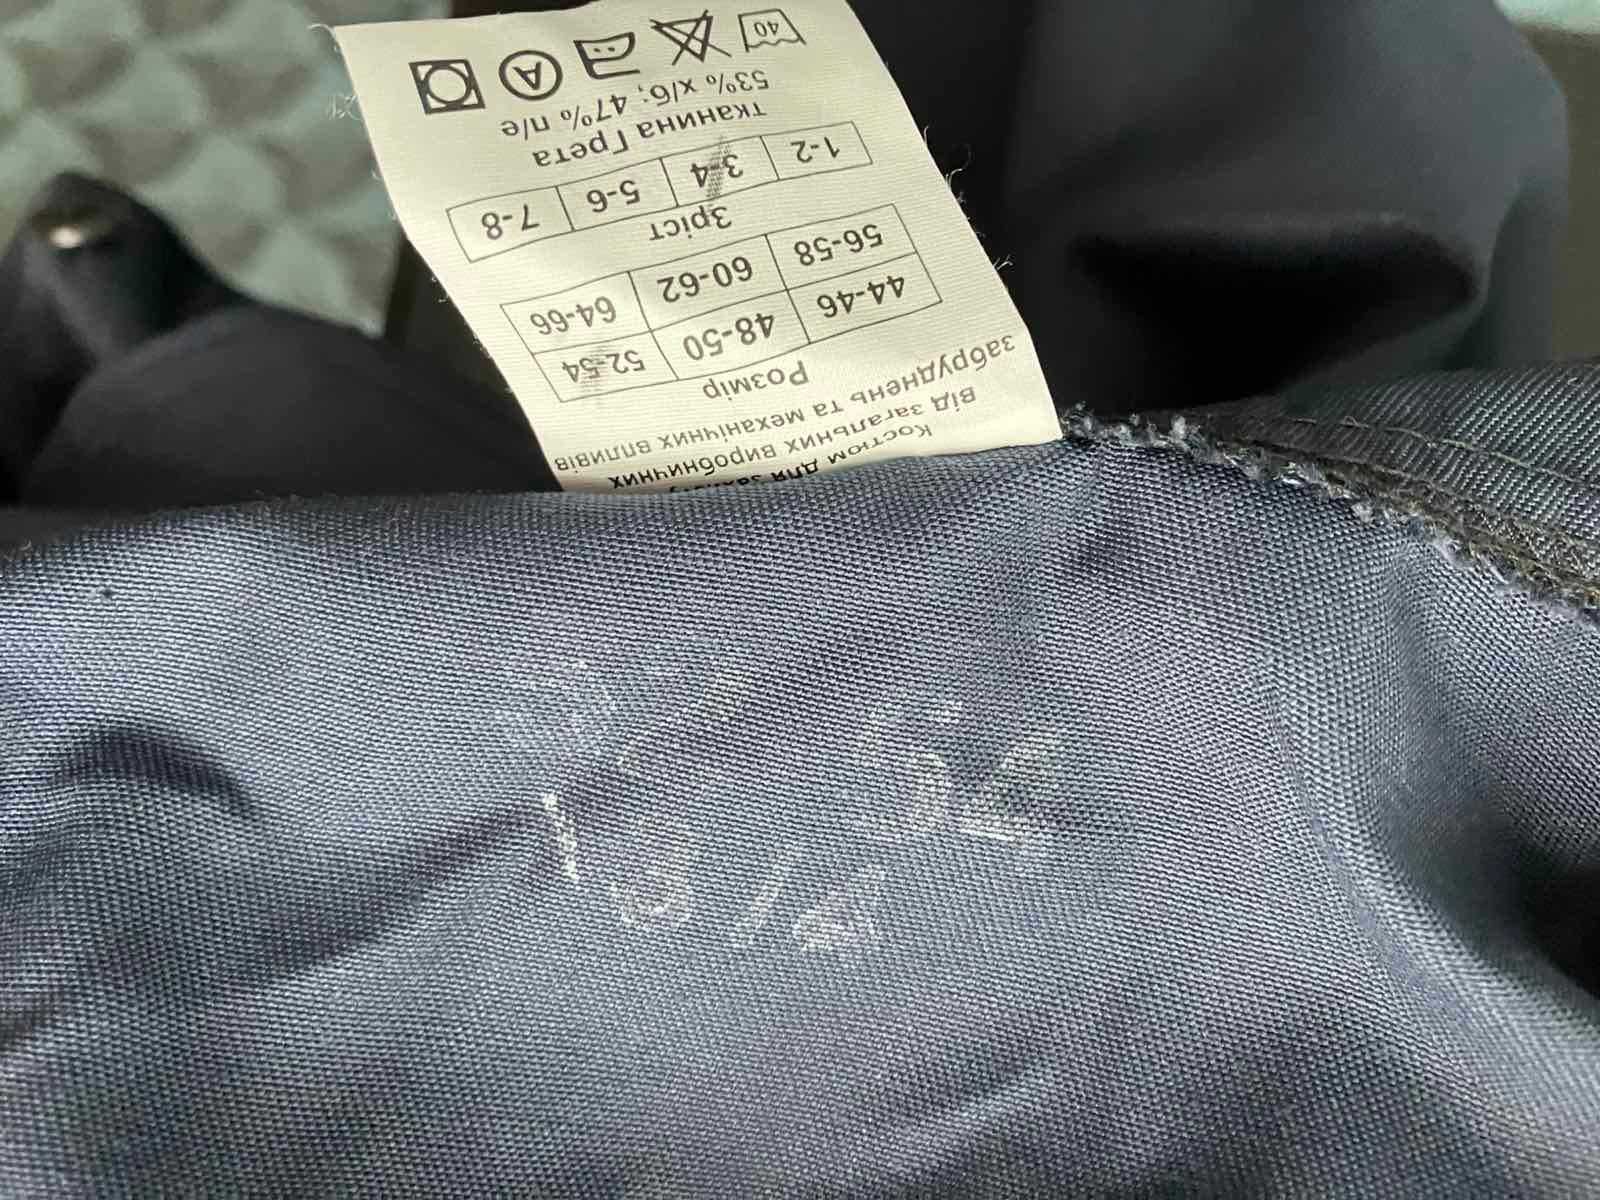 Костюм для
від загальних виробничих
забруднень та механічних впливів
Розмір
44-46 48-50 52-54
56-58 60-62 64-66
Зріст
1-2 3-4 5-6 7-8
тканина Грета
53% х/б; 47% п/е
40 A